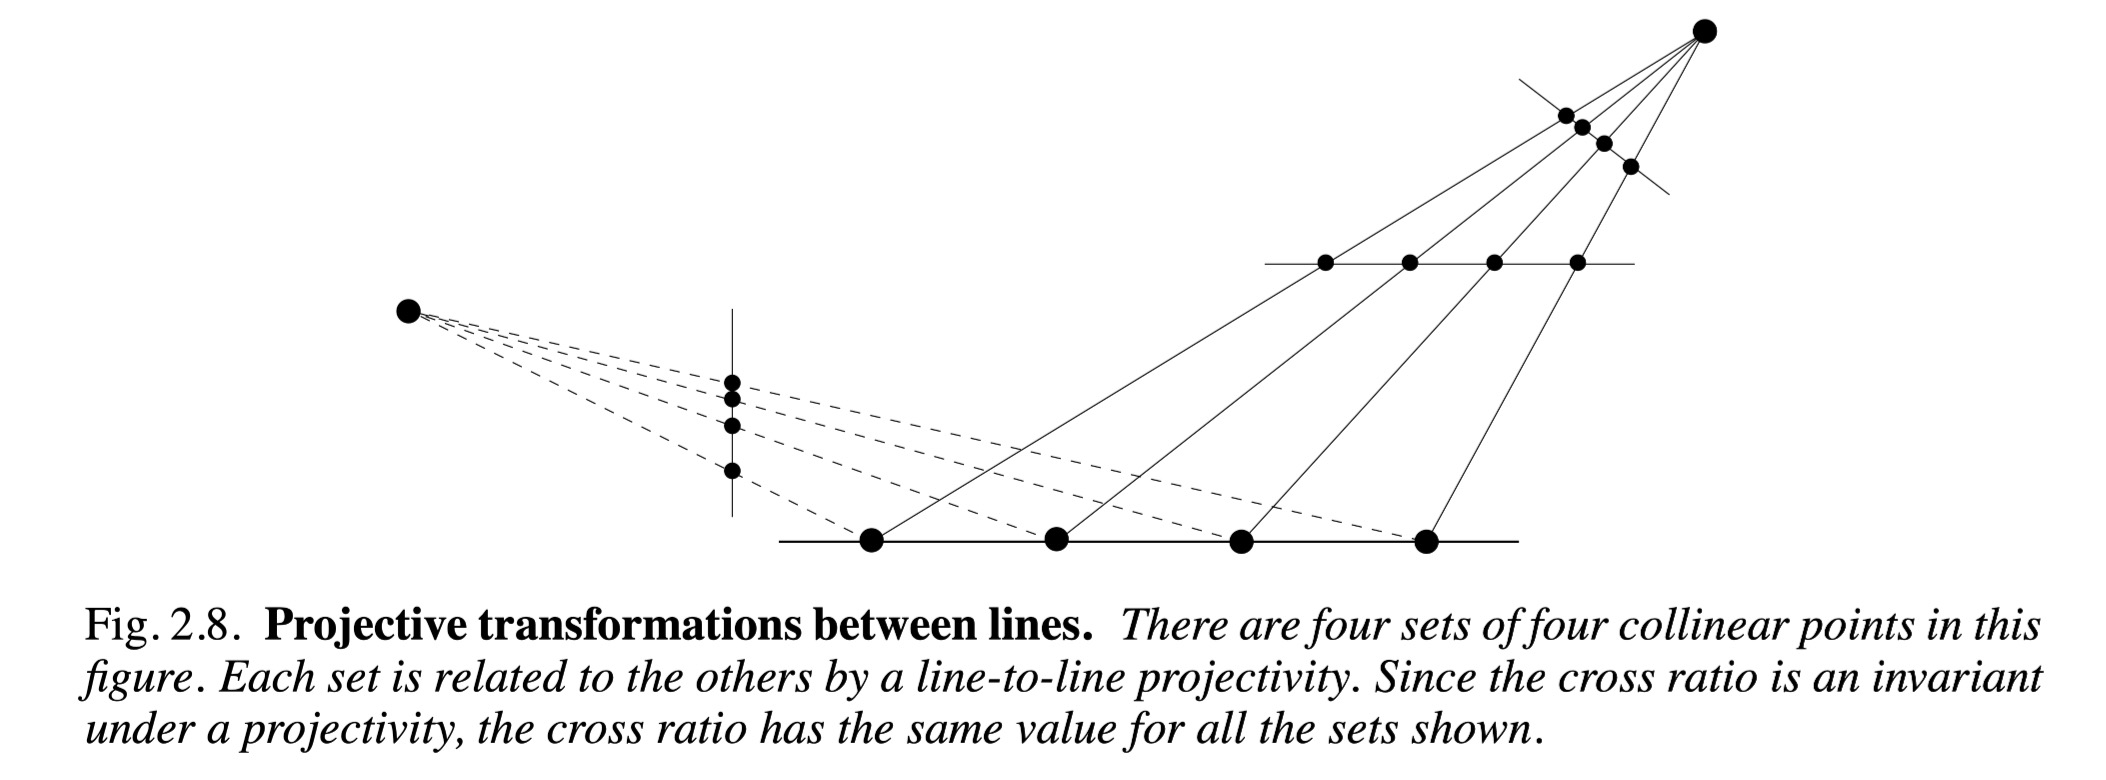 Fig. 2.8. Projective transformations between lines. There are four sets of four collinear points in this
figure. Each set is related to the others by a line-to-line projectivity. Since the cross ratio is an invariant
under a projectivity, the cross ratio has the same value for all the sets shown.